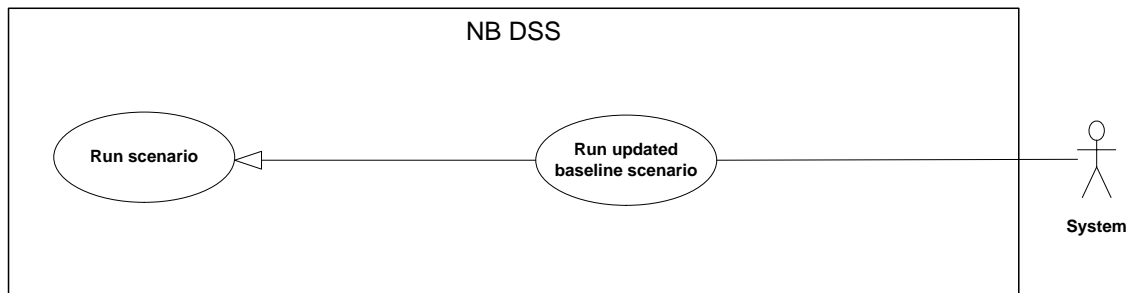 NB DSS
Run scenario
Run updated
baseline scenario
System